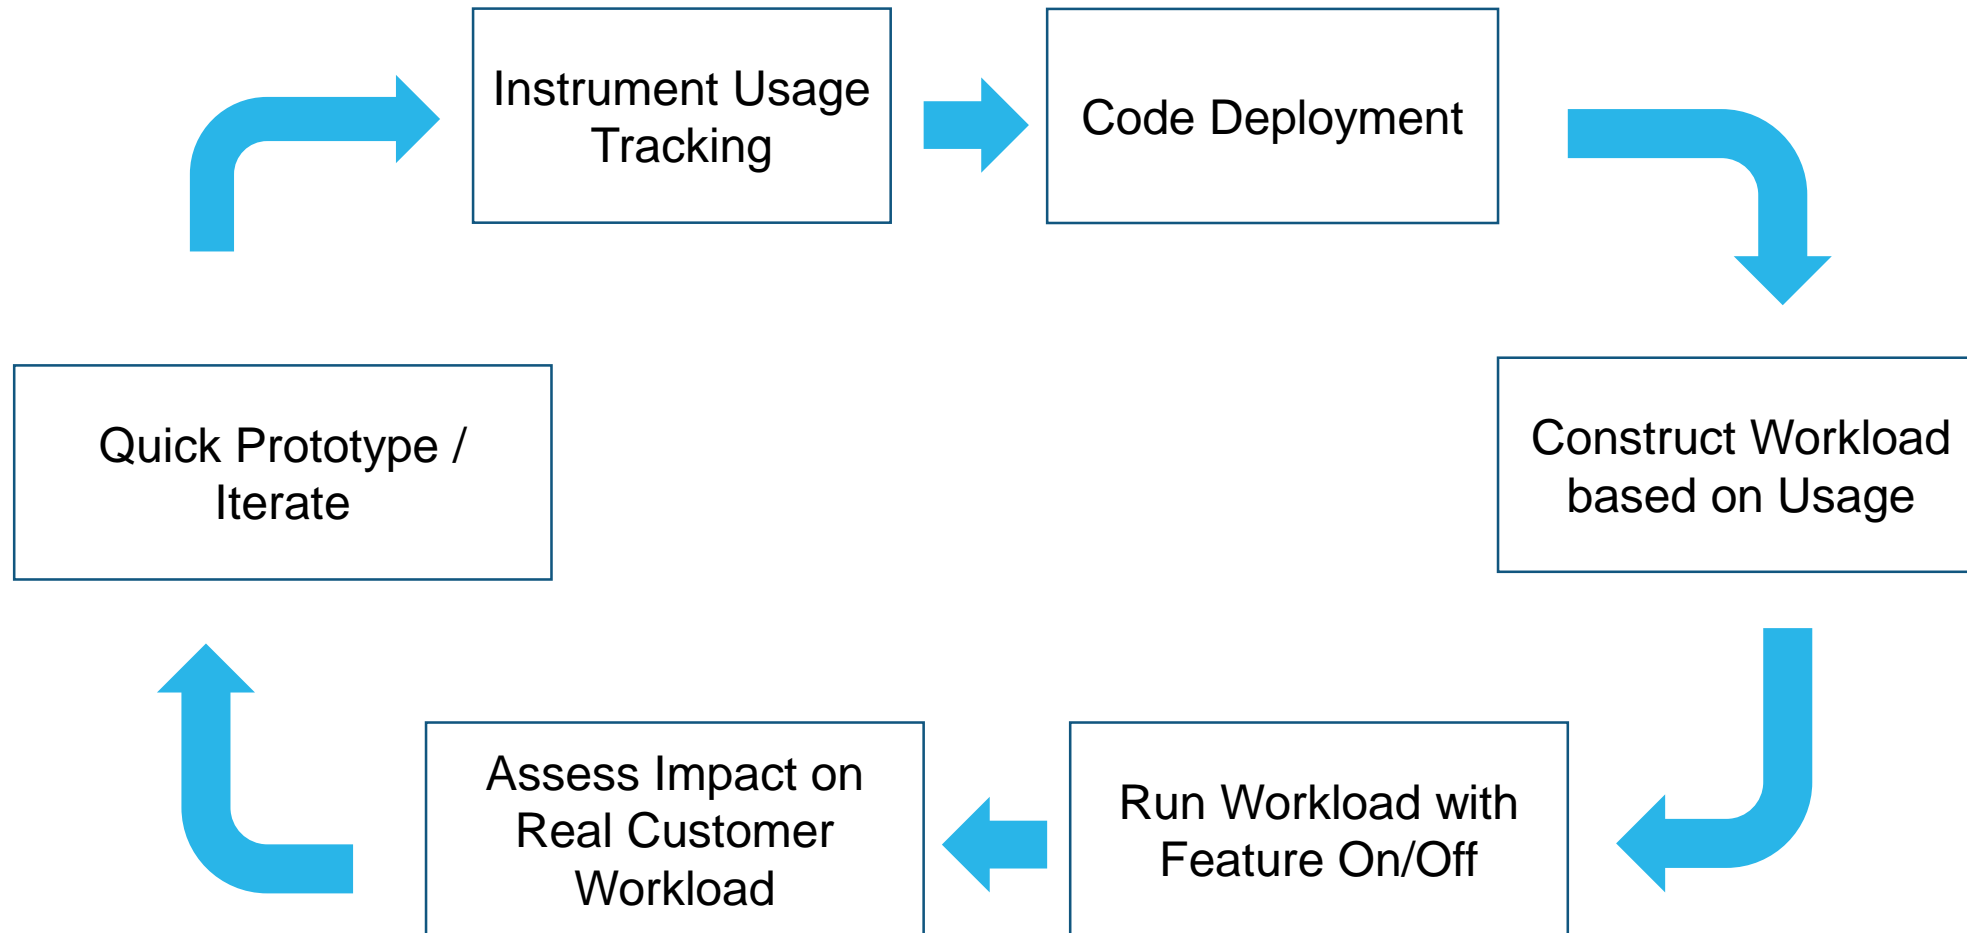 Instrument Usage
Tracking
Code Deployment
Quick Prototype /
Iterate
Construct Workload
based on Usage
Assess Impact on
Real Customer
Workload
Run Workload with
Feature On/Off